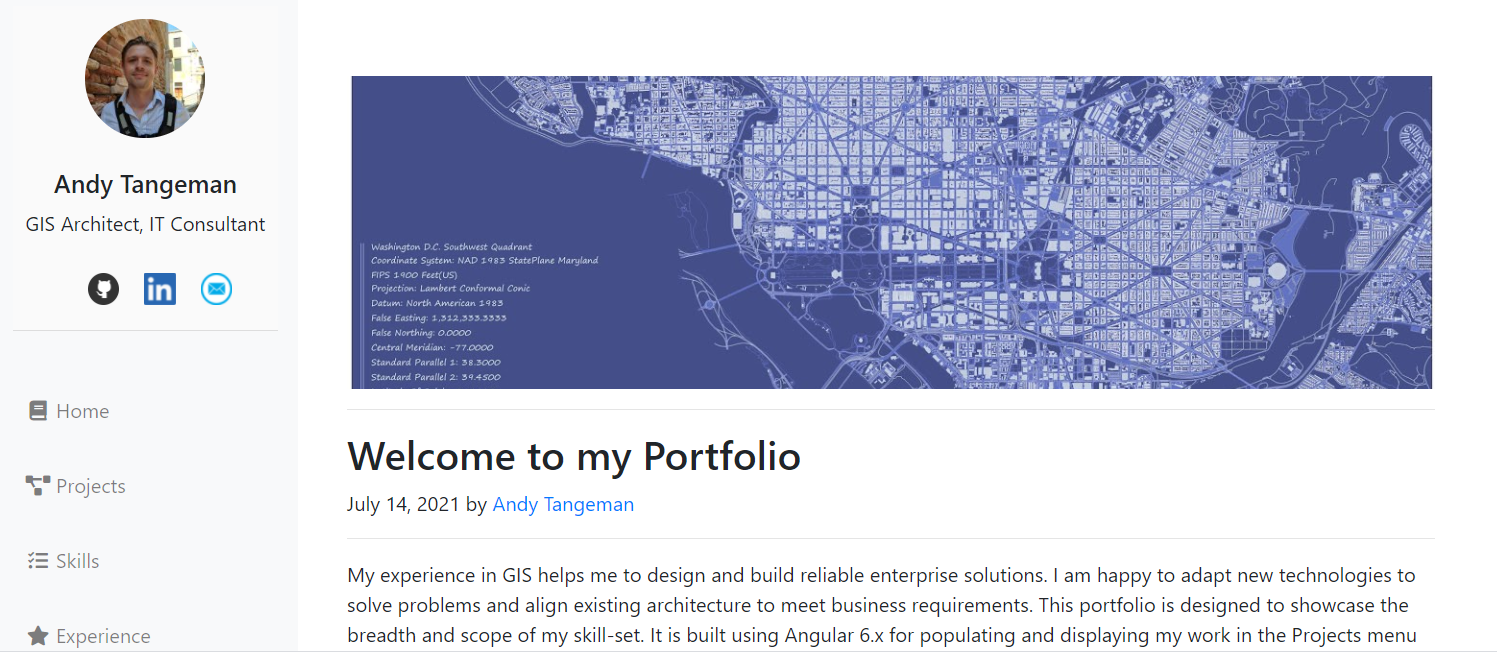 Andy Tangeman
GIS Architect, IT Consultant
in
Home
Projects
Skills
Experience
Washington D.C. Southwest Quadrant
Coordinate System: NAD 1983 StatePlane Maryland
FIPS 1900 Feet(US)
Projection: Lambert Conformal Conic
Datum: North American 1983
False Easting: 1,312,333.3333
False Northing: 0.0000
Central Meridian: -77.0000
Standard Parallel 1: 38.3000
Standard Parallel 2: 39.4500
Welcome to my Portfolio
July 14, 2021 by Andy Tangeman
My experience in GIS helps me to design and build reliable enterprise solutions. I am happy to adapt new technologies to
solve problems and align existing architecture to meet business requirements. This portfolio is designed to showcase the
breadth and scope of my skill-set. It is built using Angular 6.x for populating and displaying my work in the Projects menu